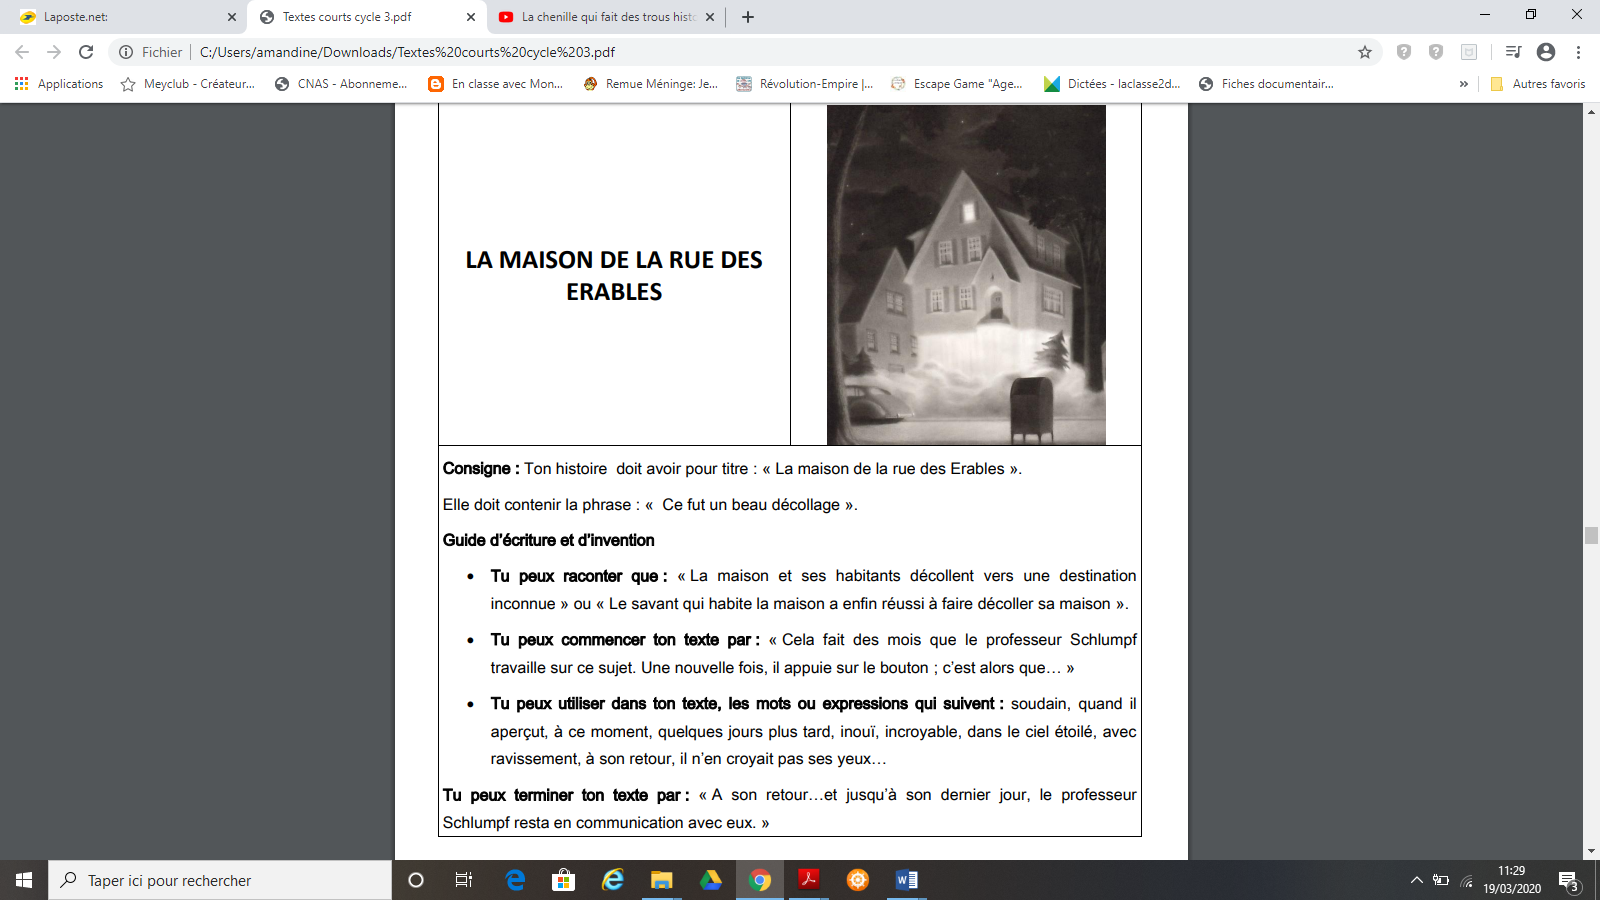 Laposte.net:
Textes courts cycle 3.pdf
La chenille qui fait des trous histo
Fichier
C:/Users/amandine/Downloads/Textes%20courts%20cycle%203.pdf
Applications
Meyclub - Créateur...
CNAS - Abonneme...
En classe avec Mon...
Remue Méninge: Je...
Révolution-Empire |...
Escape Game "Age...
Dictées - laclasse2d...
Fiches documentair...
»
Autres favoris
LA MAISON DE LA RUE DES
ERABLES
Consigne : Ton histoire doit avoir pour titre : « La maison de la rue des Erables ».
Elle doit contenir la phrase : « Ce fut un beau décollage ».
Guide d'écriture et d'invention
• Tu peux raconter que : « La maison et ses habitants décollent vers une destination
inconnue » ou « Le savant qui habite la maison a enfin réussi à faire décoller sa maison ».
• Tu peux commencer ton texte par : « Cela fait des mois que le professeur Schlumpf
travaille sur ce sujet. Une nouvelle fois, il appuie sur le bouton ; c'est alors que… »
• Tu peux utiliser dans ton texte, les mots ou expressions qui suivent : soudain, quand il
aperçut, à ce moment, quelques jours plus tard, inouï, incroyable, dans le ciel étoilé, avec
ravissement, à son retour, il n'en croyait pas ses yeux…
Tu peux terminer ton texte par : « A son retour…et jusqu'à son dernier jour, le professeur
Schlumpf resta en communication avec eux. »
Taper ici pour rechercher
11:29
19/03/2020
3